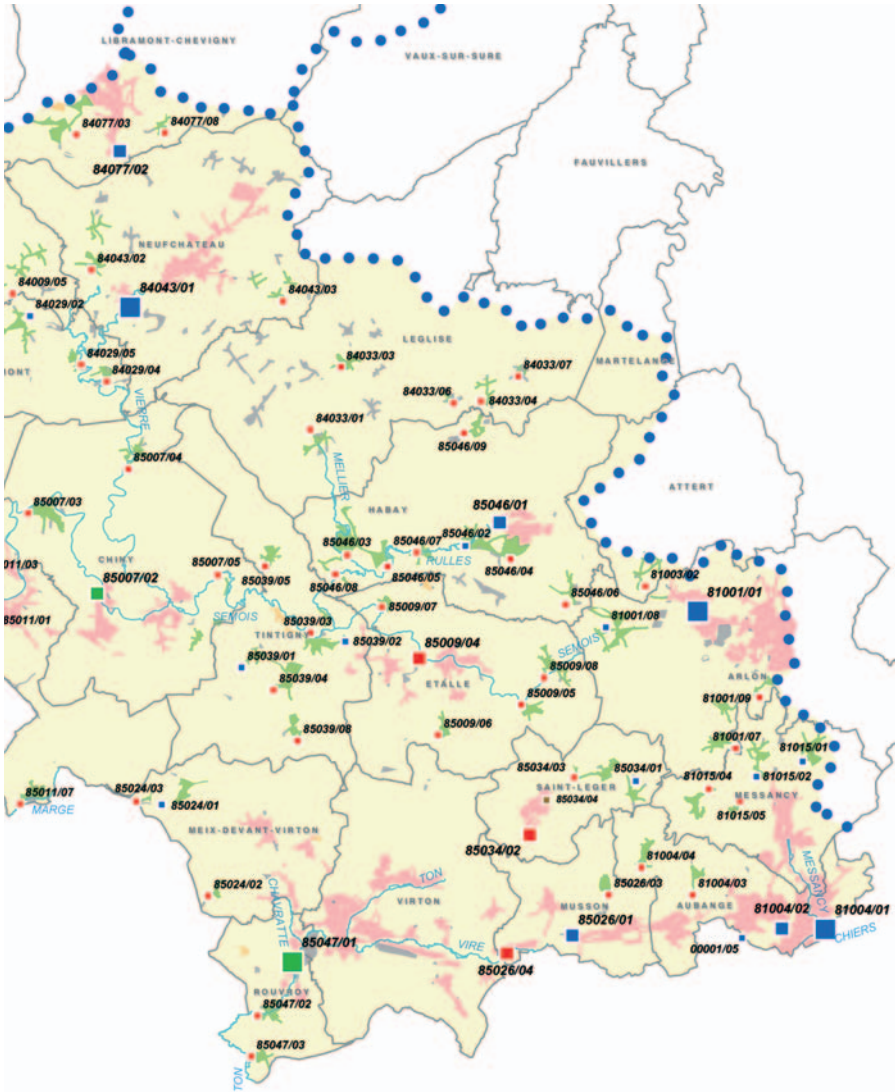 LIBRAMONT-CHEVIGNY
VAUX-SUR-SURE
84077/03
84077/08
84077/02
FAUVILLERS
NEUFCHATEAU
84043/02
84009/05
84043/01
84043/03
84029/02
LEGLISE
84029/05
84033/03
MARTELANGE
84029/04
MONT
84033/07
84033/06
84033/04
VIERRE
84033/01
85046/09
85007/04
MELLIER
ATTERT
85007/03
85046/01
HABAY
85046/02
85046/03
85046/07
RULLES
CHINY
011/03
85007/05
85046/04
85007/02
85039/05
85046/08
85046/05
81003/02
85046/06
81001/01
85009/07
85011/01
SEMOIS
85039/03
81001/08
TINTIGNY
85039/02
SEMOIS
85009/04
85039/01
85009/08
ARLON
85039/04
ETALLE
81001/09
85009/05
85039/08
85009/06
81001/07
81015/01
85034/03
85034/01
81015/04
81015/02
SAINT-LEGER
85011/07
85024/03
85034/04
MESSANCY
MARGE
85024/01
81015/05
MEIX-DEVANT-VIRTON
85034/02
81004/04
MESSANCY
TON
85024/02
85026/03
81004/03
CHAURATTE
VIRTON
MUSSON
AUBANGE
85026/01
81004/02
81004/01
85047/01
VIRE
00001/05
CHIERS
85026/04
ROUVROY
85047/02
85047/03
TON